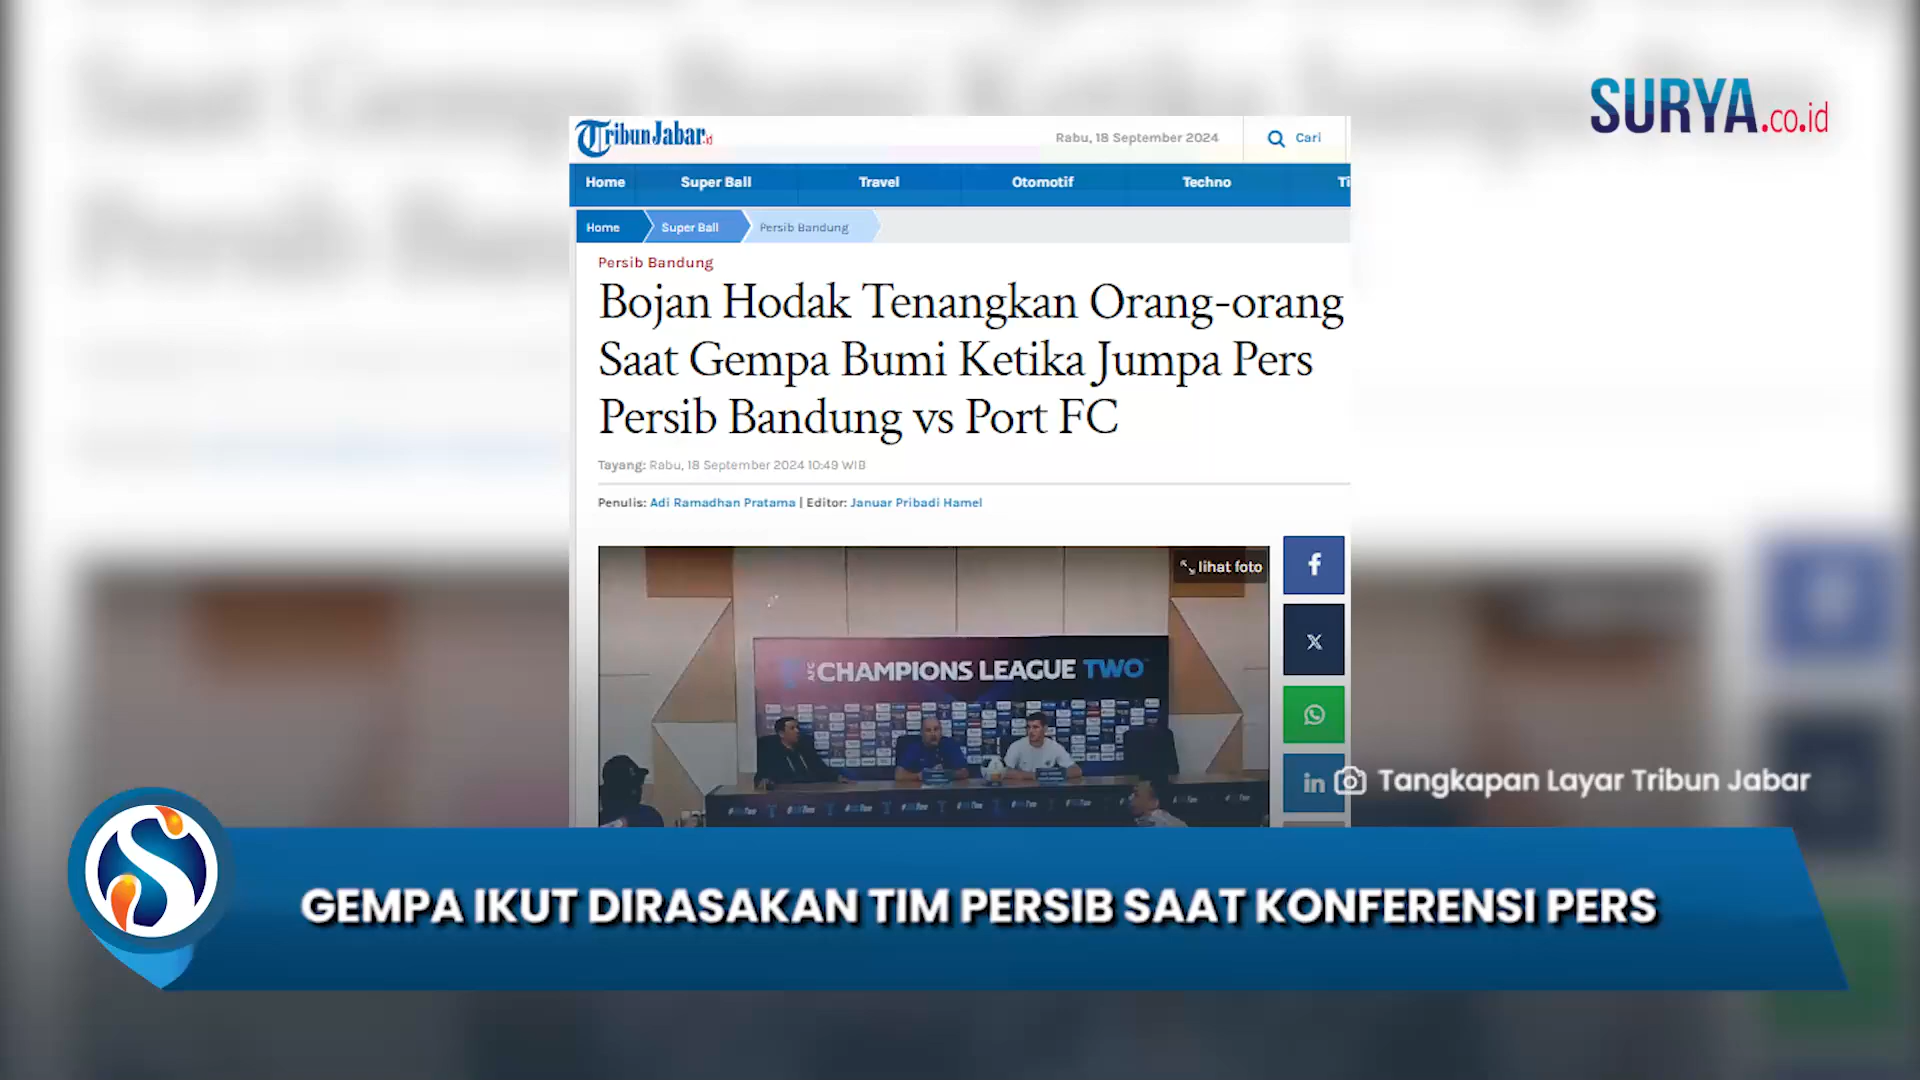 SURYA.co.id
TribunJabar.id
Rabu, 18 September 2024
Cari
Home
Super Ball
Travel
Otomotif
Techno
Ti
Home
Super Ball
Persib Bandung
Persib Bandung
Bojan Hodak Tenangkan Orang-orang
Saat Gempa Bumi Ketika Jumpa Pers
Persib Bandung vs Port FC
Tayang: Rabu, 18 September 2024 10:49 WIB
Penulis: Adi Ramadhan Pratama | Editor: Januar Pribadi Hamel
lihat foto
AFC CHAMPIONS LEAGUE TWO
Tangkapan Layar Tribun Jabar
GEMPA IKUT DIRASAKAN TIM PERSIB SAAT KONFERENSI PERS